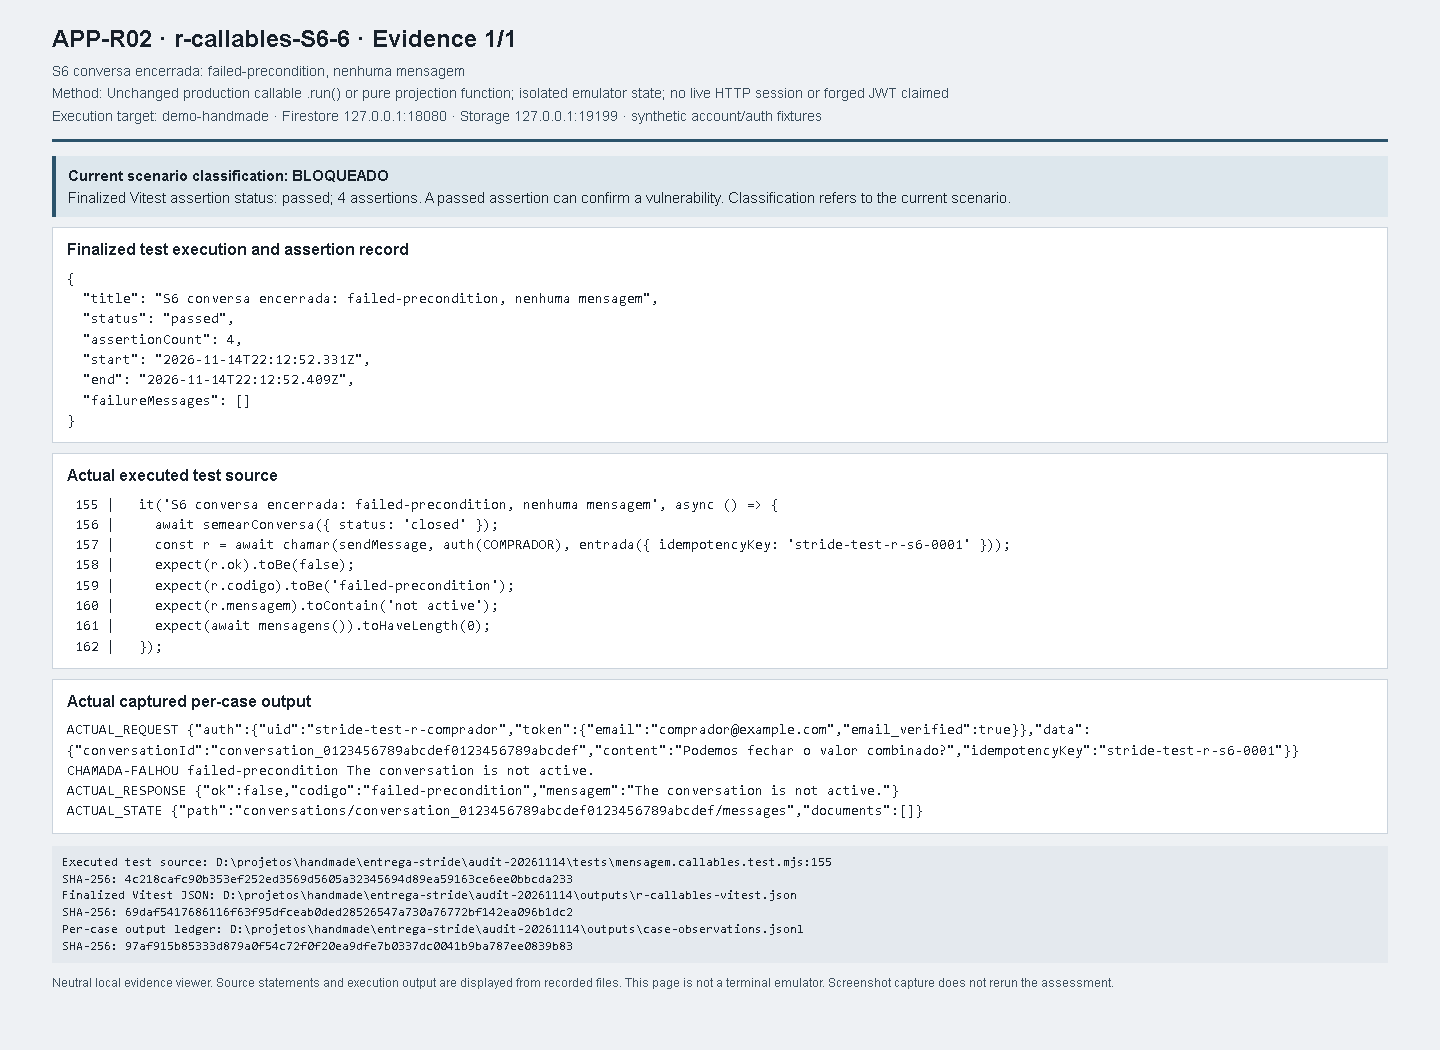 APP-R02 · r-callables-S6-6 · Evidence 1/1
S6 conversa encerrada: failed-precondition, nenhuma mensagem
Method: Unchanged production callable .run() or pure projection function; isolated emulator state; no live HTTP session or forged JWT claimed
Execution target: demo-handmade · Firestore 127.0.0.1:18080 · Storage 127.0.0.1:19199 · synthetic account/auth fixtures
Current scenario classification: BLOQUEADO
Finalized Vitest assertion status: passed; 4 assertions. A passed assertion can confirm a vulnerability. Classification refers to the current scenario.
Finalized test execution and assertion record
{
  "title": "S6 conversa encerrada: failed-precondition, nenhuma mensagem",
  "status": "passed",
  "assertionCount": 4,
  "start": "2026-11-14T22:12:52.331Z",
  "end": "2026-11-14T22:12:52.409Z",
  "failureMessages": []
}
Actual executed test source
155 |   it('S6 conversa encerrada: failed-precondition, nenhuma mensagem', async () => {
156 |     await semearConversa({ status: 'closed' });
157 |     const r = await chamar(sendMessage, auth(COMPRADOR), entrada({ idempotencyKey: 'stride-test-r-s6-0001' }));
158 |     expect(r.ok).toBe(false);
159 |     expect(r.codigo).toBe('failed-precondition');
160 |     expect(r.mensagem).toContain('not active');
161 |     expect(await mensagens()).toHaveLength(0);
162 |   });
Actual captured per-case output
ACTUAL_REQUEST {"auth":{"uid":"stride-test-r-comprador","token":{"email":"comprador@example.com","email_verified":true}},"data":
{"conversationId":"conversation_0123456789abcdef0123456789abcdef","content":"Podemos fechar o valor combinado?","idempotencyKey":"stride-test-r-s6-0001"}}
CHAMADA-FALHOU failed-precondition The conversation is not active.
ACTUAL_RESPONSE {"ok":false,"codigo":"failed-precondition","mensagem":"The conversation is not active."}
ACTUAL_STATE {"path":"conversations/conversation_0123456789abcdef0123456789abcdef/messages","documents":[]}
Executed test source: D:\projetos\handmade\entrega-stride\audit-20261114\tests\mensagem.callables.test.mjs:155
SHA-256: 4c218cafc90b353ef252ed3569d5605a32345694d89ea59163ce6ee0bbcda233
Finalized Vitest JSON: D:\projetos\handmade\entrega-stride\audit-20261114\outputs\r-callables-vitest.json
SHA-256: 69daf5417686116f63f95dfceab0ded28526547a730a76772bf142ea096b1dc2
Per-case output ledger: D:\projetos\handmade\entrega-stride\audit-20261114\outputs\case-observations.jsonl
SHA-256: 97af915b85333d879a0f54c72f0f20ea9dfe7b0337dc0041b9ba787ee0839b83
Neutral local evidence viewer. Source statements and execution output are displayed from recorded files. This page is not a terminal emulator. Screenshot capture does not rerun the assessment.